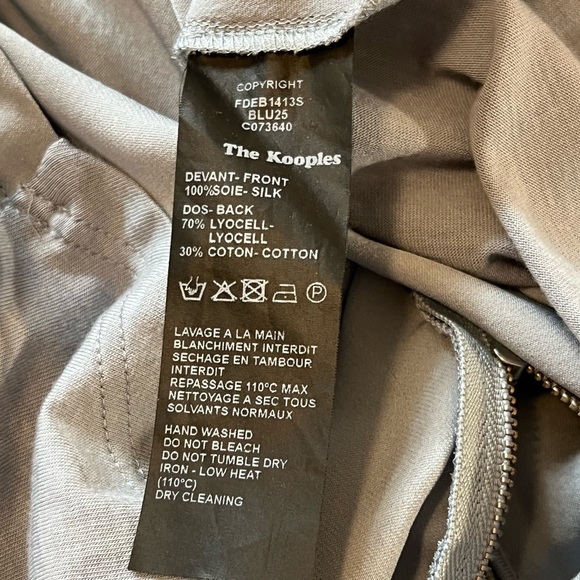 COPYRIGHT
FDEB1413S
BLU25
C073640
The Kooples
DEVANT- FRONT
100%SOIE- SILK
DOS- BACK
70% LYOCELL-
LYOCELL
30% COTON- COTTON
P
LAVAGE A LA MAIN
BLANCHIMENT INTERDIT
SECHAGE EN TAMBOUR
INTERDIT
REPASSAGE 110°C MAX
NETTOYAGE A SEC TOUS
SOLVANTS NORMAUX
HAND WASHED
DO NOT BLEACH
DO NOT TUMBLE DRY
IRON - LOW HEAT
(110°C)
DRY CLEANING